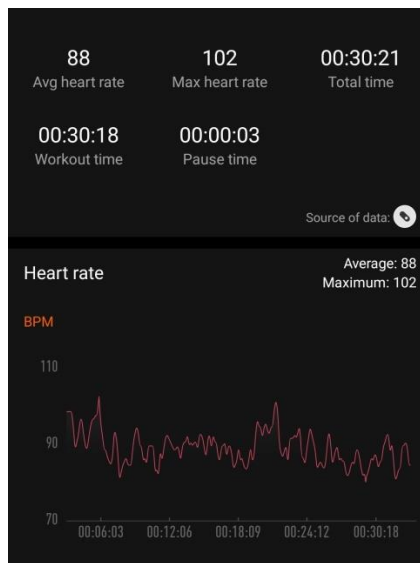 88 102 00:30:21
Avg heart rate Max heart rate Total time
00:30:18 00:00:03
Workout time Pause time
Source of data:
Heart rate
Average: 88
Maximum: 102
BPM
110
90
70
00:06:03 00:12:06 00:18:09 00:24:12 00:30:18